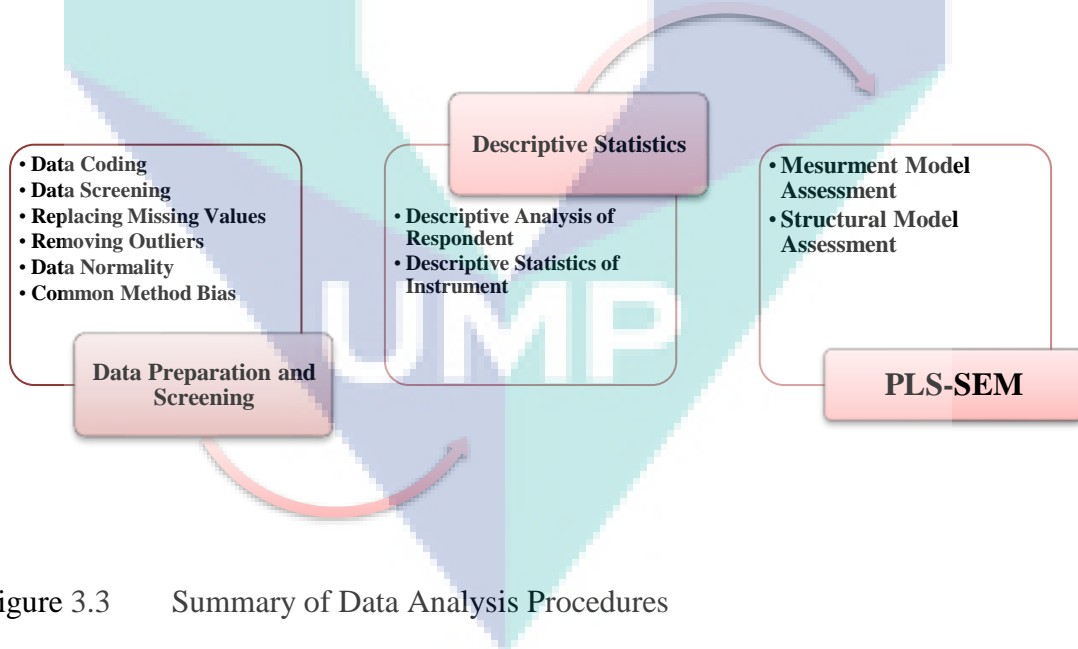 • Data Coding
• Data Screening
• Replacing Missing Values
• Removing Outliers
• Data Normality
• Common Method Bias
Data Preparation and
Screening
Descriptive Statistics
• Descriptive Analysis of
Respondent
• Descriptive Statistics of
Instrument
• Mesurment Model
Assessment
• Structural Model
Assessment
PLS-SEM
UMP
igure 3.3 Summary of Data Analysis Procedures